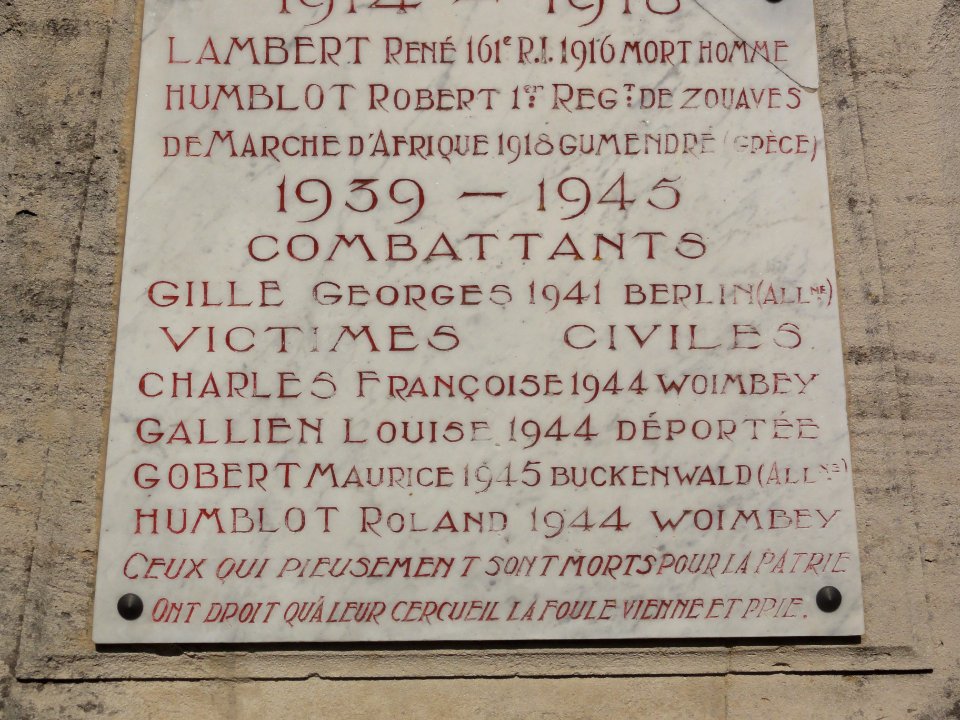 1914 – 1918
LAMBERT RENÉ 161e R.I. 1916 MORT HOMME
HUMBLOT ROBERT 1er REGT DE ZOUAVES
DE MARCHE D'AFRIQUE 1918 GUMENDRÉ (GRÈCE)
1939 – 1945
COMBATTANTS
GILLE GEORGES 1941 BERLIN (ALLNE)
VICTIMES CIVILES
CHARLES FRANÇOISE 1944 WOIMBEY
GALLIEN LOUISE 1944 DÉPORTÉE
GOBERT MAURICE 1945 BUCKENWALD (ALLNE)
HUMBLOT ROLAND 1944 WOIMBEY
CEUX QUI PIEUSEMENT SONT MORTS POUR LA PATRIE
ONT DROIT QU'À LEUR CERCUEIL LA FOULE VIENNE ET PPIE.